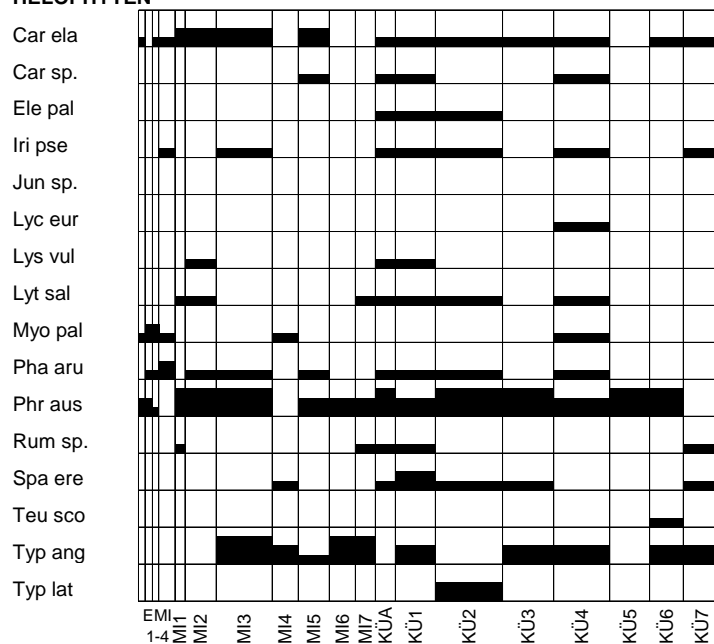 HELOPHYTEN
Car ela
Car sp.
Ele pal
Iri pse
Jun sp.
Lyc eur
Lys vul
Lyt sal
Myo pal
Pha aru
Phr aus
Rum sp.
Spa ere
Teu sco
Typ ang
Typ lat
EMI
1-4
MI1
MI2
MI3
MI4
MI5
MI6
MI7
KÜA
KÜ1
KÜ2
KÜ3
KÜ4
KÜ5
KÜ6
KÜ7